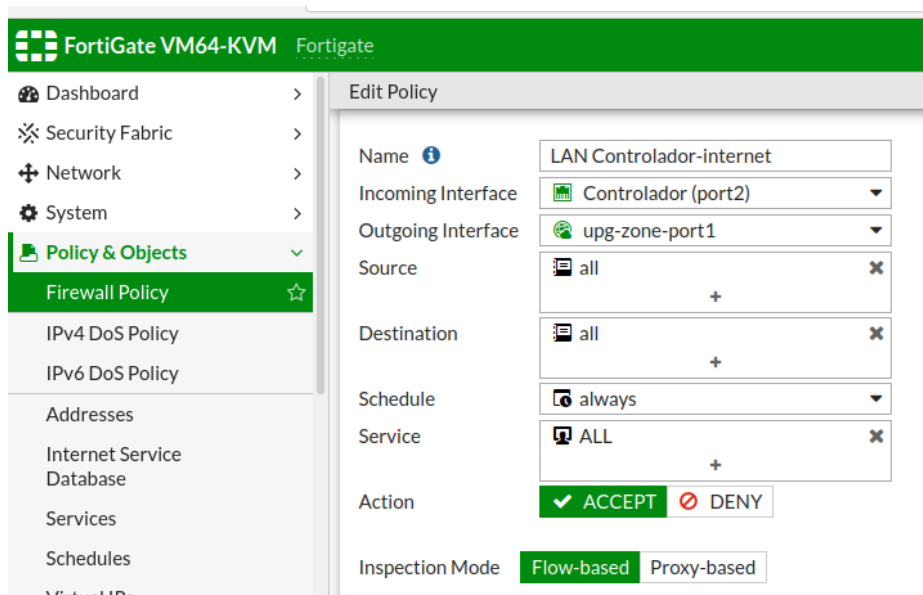 FortiGate VM64-KVM Fortigate
Dashboard
Security Fabric
Network
System
Policy & Objects
Firewall Policy
IPv4 DoS Policy
IPv6 DoS Policy
Addresses
Internet Service
Database
Services
Schedules
Edit Policy
Name LAN Controlador-internet
Incoming Interface Controlador (port2)
Outgoing Interface upg-zone-port1
Source all
+
Destination all
+
Schedule always
Service ALL
+
Action ACCEPT DENY
Inspection Mode Flow-based Proxy-based